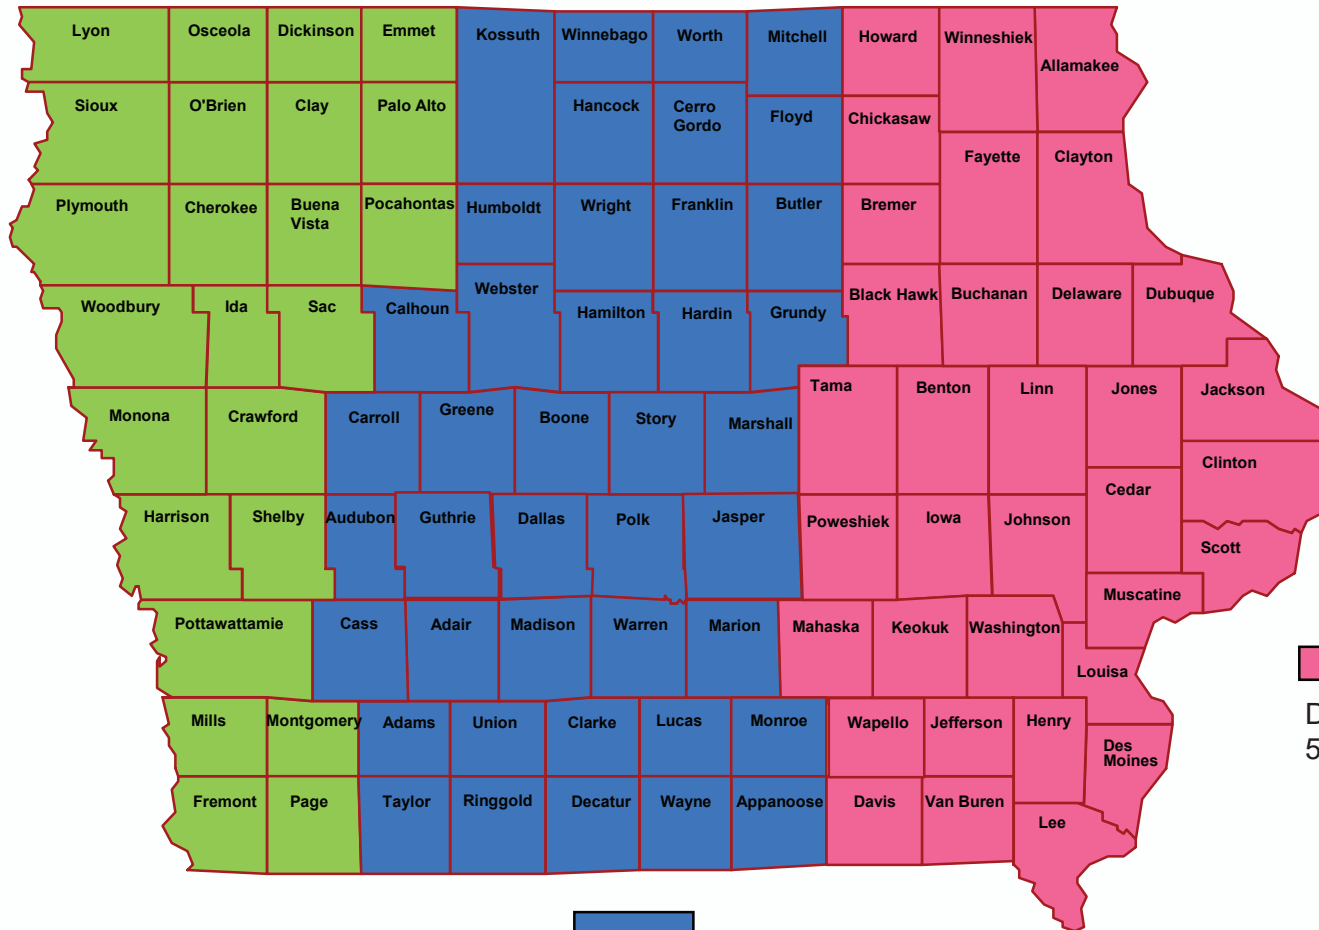 Lyon
Osceola
Dickinson
Emmet
Kossuth
Winnebago
Worth
Mitchell
Howard
Winneshiek
Allamakee
Sioux
O'Brien
Clay
Palo Alto
Hancock
Cerro
Gordo
Floyd
Chickasaw
Fayette
Clayton
Plymouth
Cherokee
Buena
Vista
Pocahontas
Humboldt
Wright
Franklin
Butler
Bremer
Woodbury
Ida
Sac
Calhoun
Webster
Hamilton
Hardin
Grundy
Black Hawk
Buchanan
Delaware
Dubuque
Monona
Crawford
Carroll
Greene
Boone
Story
Marshall
Tama
Benton
Linn
Jones
Jackson
Clinton
Cedar
Harrison
Shelby
Audubon
Guthrie
Dallas
Polk
Jasper
Poweshiek
Iowa
Johnson
Scott
Muscatine
Pottawattamie
Cass
Adair
Madison
Warren
Marion
Mahaska
Keokuk
Washington
Louisa
Mills
Montgomery
Adams
Union
Clarke
Lucas
Monroe
Wapello
Jefferson
Henry
Des
Moines
D
5
Fremont
Page
Taylor
Ringgold
Decatur
Wayne
Appanoose
Davis
Van Buren
Lee